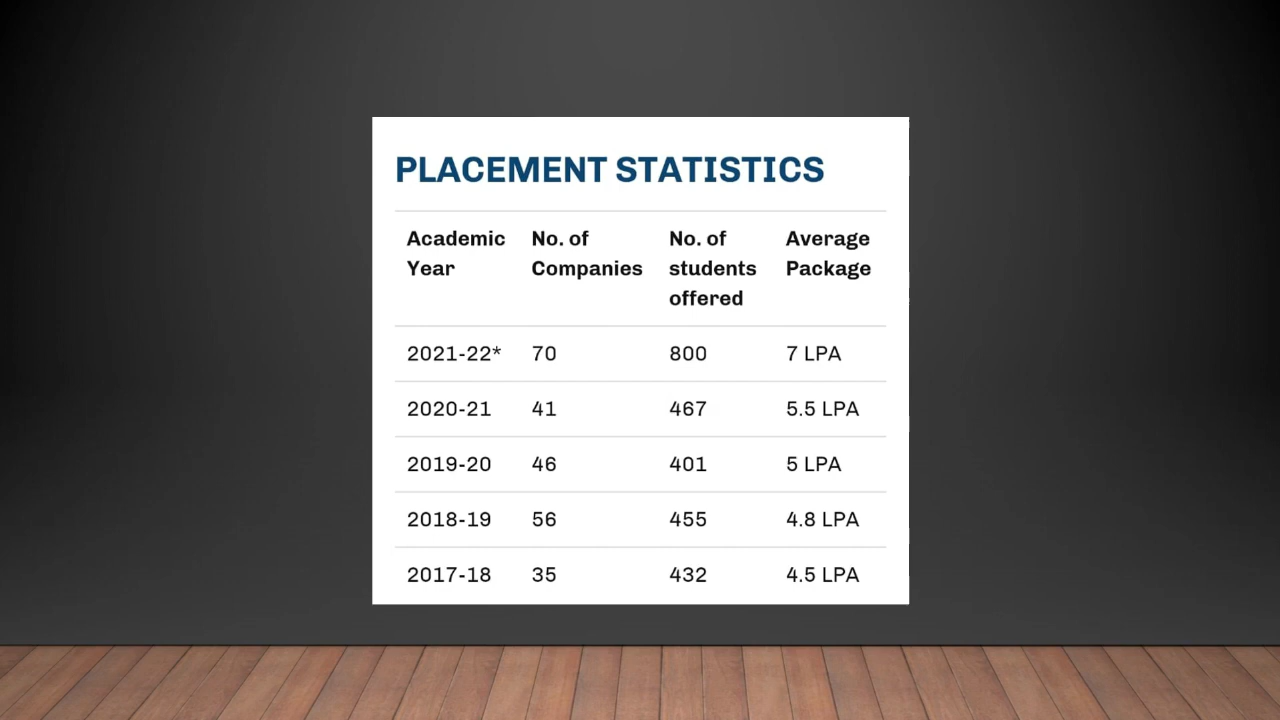 PLACEMENT STATISTICS
Academic Year No. of Companies No. of students offered Average Package
2021-22* 70 800 7 LPA
2020-21 41 467 5.5 LPA
2019-20 46 401 5 LPA
2018-19 56 455 4.8 LPA
2017-18 35 432 4.5 LPA